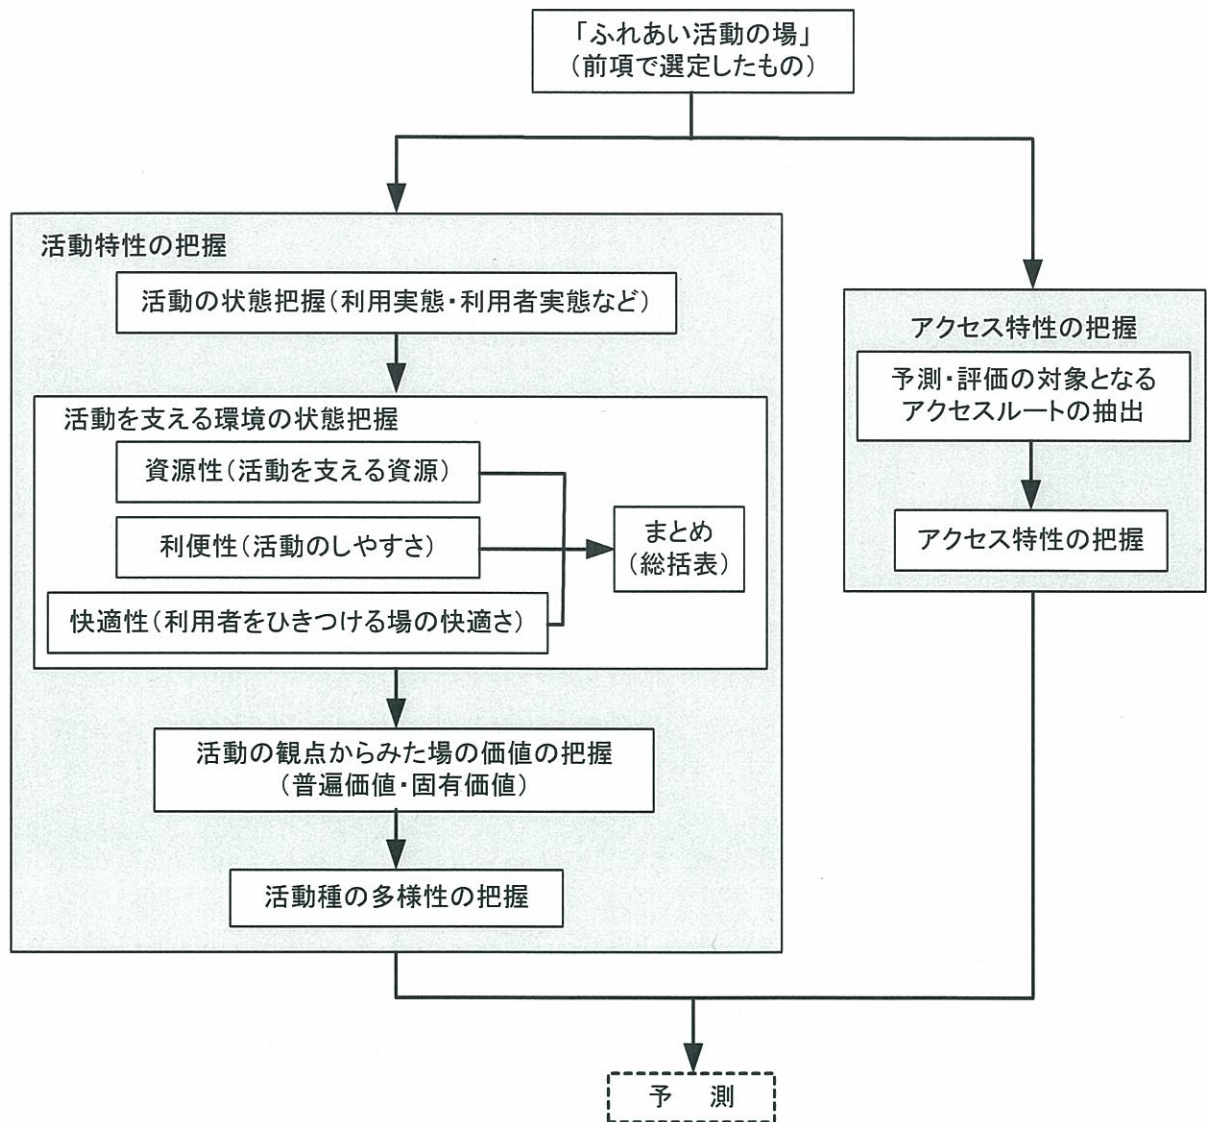 「ふれあい活動の場」
(前項で選定したもの)
活動特性の把握
活動の状態把握(利用実態・利用者実態など)
活動を支える環境の状態把握
資源性(活動を支える資源)
利便性(活動のしやすさ)
快適性(利用者をひきつける場の快適さ)
まとめ
(総括表)
活動の観点からみた場の価値の把握
(普遍価値・固有価値)
活動種の多様性の把握
アクセス特性の把握
予測・評価の対象となる
アクセスルートの抽出
アクセス特性の把握
予 測